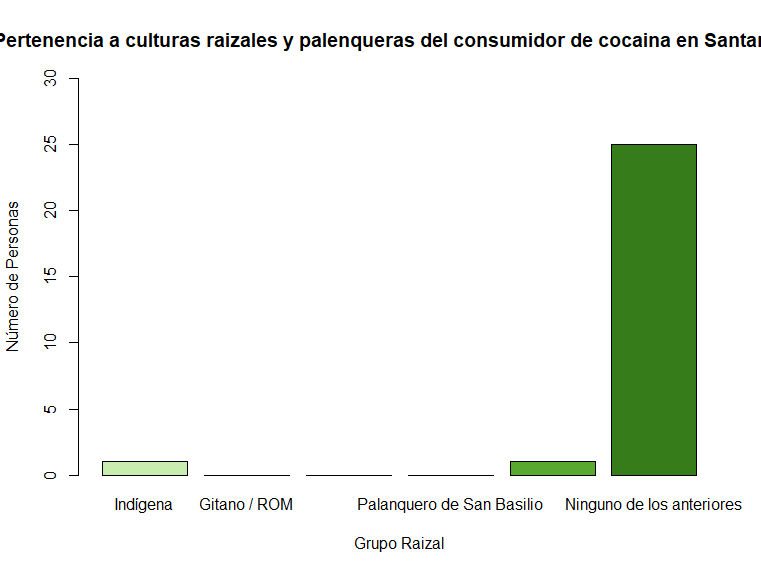 Pertenencia a culturas raizales y palenqueras del consumidor de cocaina en Santan
30
25
20
15
10
5
0
Número de Personas
Indígena Gitano / ROM Palanquero de San Basilio Ninguno de los anteriores
Grupo Raizal